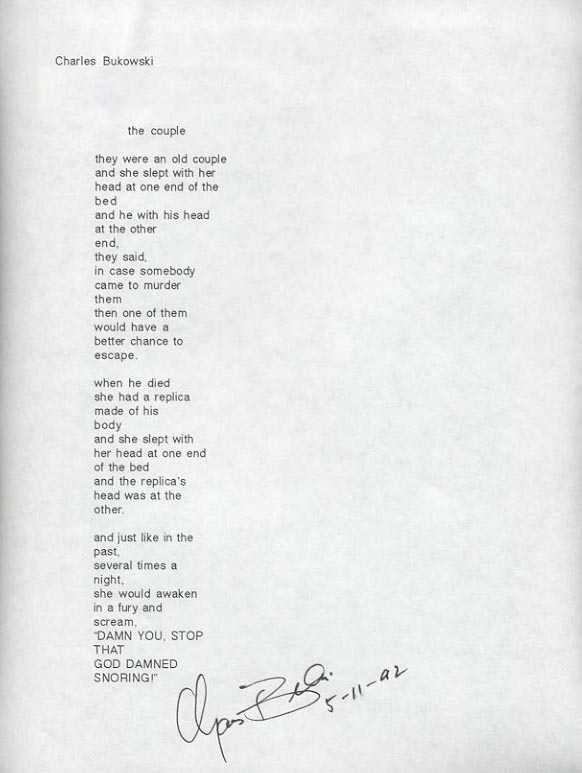 Charles Bukowski
the couple
they were an old couple
and she slept with her
head at one end of the
bed
and he with his head
at the other
end,
they said,
in case somebody
came to murder
them
then one of them
would have a
better chance to
escape.
when he died
she had a replica
made of his
body
and she slept with
her head at one end
of the bed
and the replica's
head was at the
other.
and just like in the
past,
several times a
night,
she would awaken
in a fury and
scream,
"DAMN YOU, STOP
THAT
GOD DAMNED
SNORING!"
5-11-92